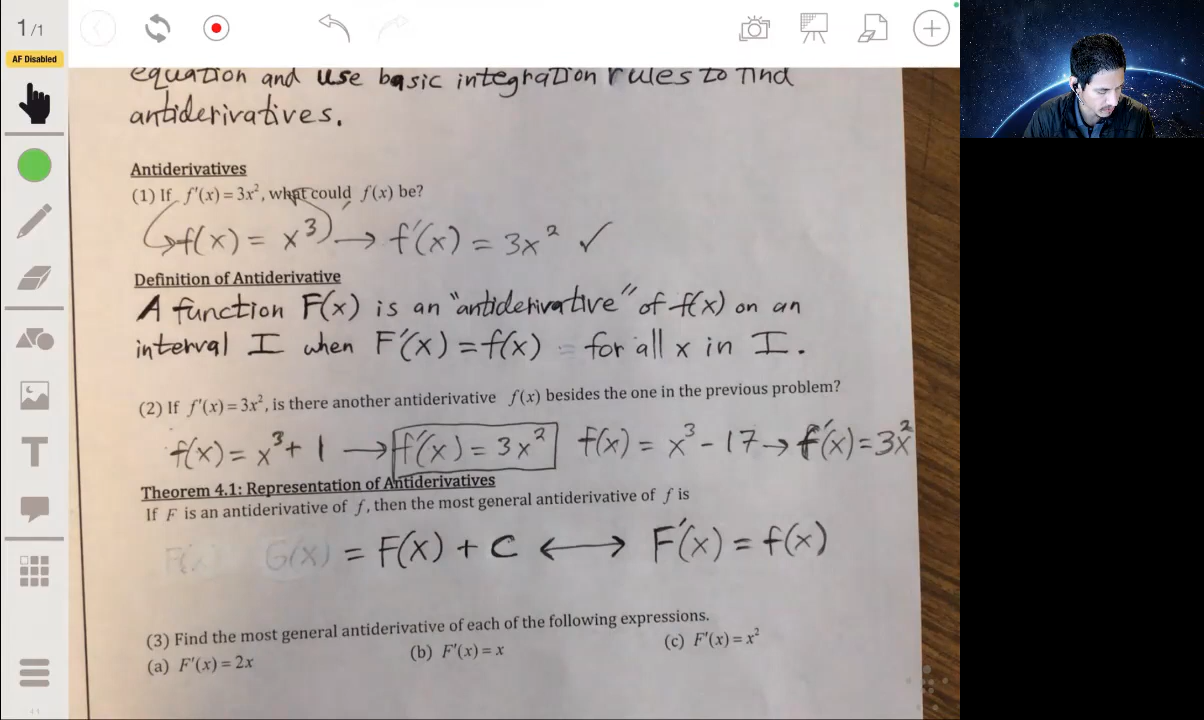 1/1
AF Disabled
equation and use basic integration rules to find
antiderivatives.
Antiderivatives
(1) If f'(x) = 3x², what could f(x) be?
f(x) = x³ → f'(x) = 3x² ✓
Definition of Antiderivative
A function F(x) is an "antiderivative" of f(x) on an
interval I when F'(x) = f(x) for all x in I.
(2) If f'(x) = 3x², is there another antiderivative f(x) besides the one in the previous problem?
f(x) = x³ + 1 → f'(x) = 3x² f(x) = x³ - 17 → f'(x) = 3x²
Theorem 4.1: Representation of Antiderivatives
If F is an antiderivative of f, then the most general antiderivative of f is
G(x) = F(x) + C ⟷ F'(x) = f(x)
(3) Find the most general antiderivative of each of the following expressions.
(a) F'(x) = 2x (b) F'(x) = x (c) F'(x) = x²
T